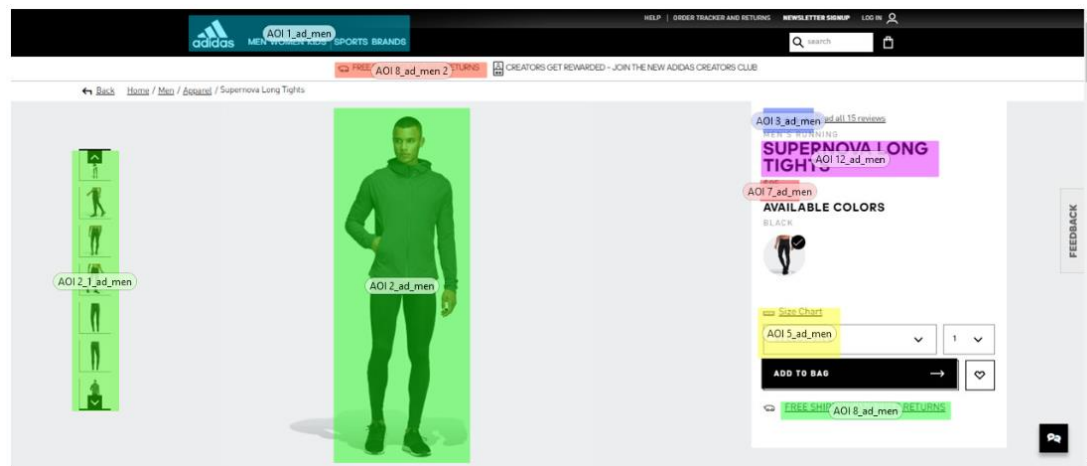 HELP | ORDER TRACKER AND RETURNS NEWSLETTER SIGNUP LOG IN
adidas MEN WOMEN KIDS SPORTS BRANDS
AOI 1_ad_men
search
FREE RETURNS
AOI 8_ad_men 2
CREATORS GET REWARDED - JOIN THE NEW ADIDAS CREATORS CLUB
Back Home / Men / Apparel / Supernova Long Tights
AOI 3_ad_men
all 15 reviews
MEN'S RUNNING
SUPERNOVA LONG
TIGHTS
AOI 12_ad_men
AOI 7_ad_men
AVAILABLE COLORS
BLACK
FEEDBACK
AOI 2_1_ad_men
AOI 2_ad_men
Size Chart
AOI 5_ad_men
1
ADD TO BAG
FREE RETURNS
AOI 8_ad_men